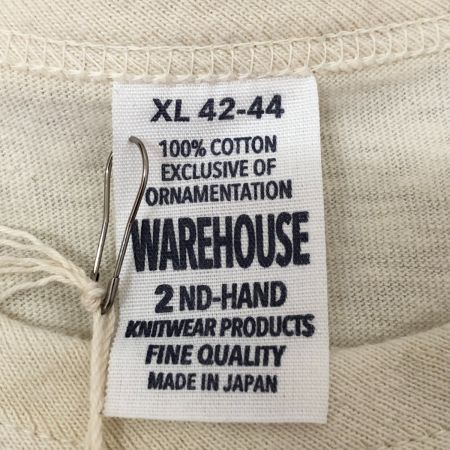 XL 42-44
100% COTTON
EXCLUSIVE OF
ORNAMENTATION
WAREHOUSE
2 ND-HAND
KNITWEAR PRODUCTS
FINE QUALITY
MADE IN JAPAN